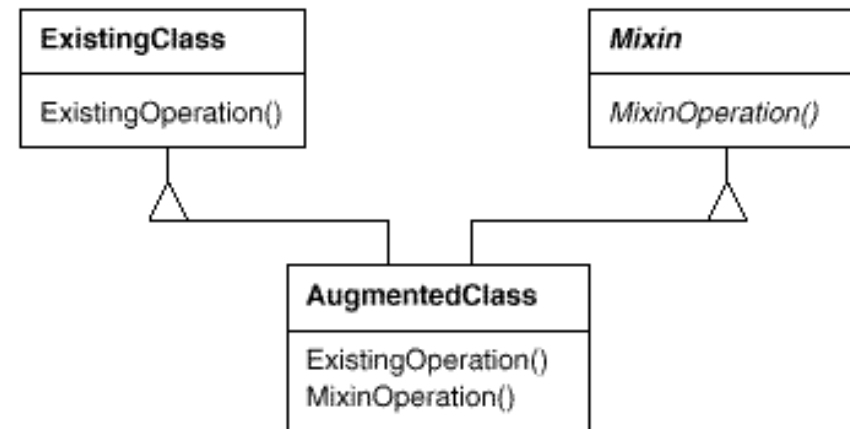 ExistingClass
ExistingOperation()
Mixin
MixinOperation()
AugmentedClass
ExistingOperation()
MixinOperation()